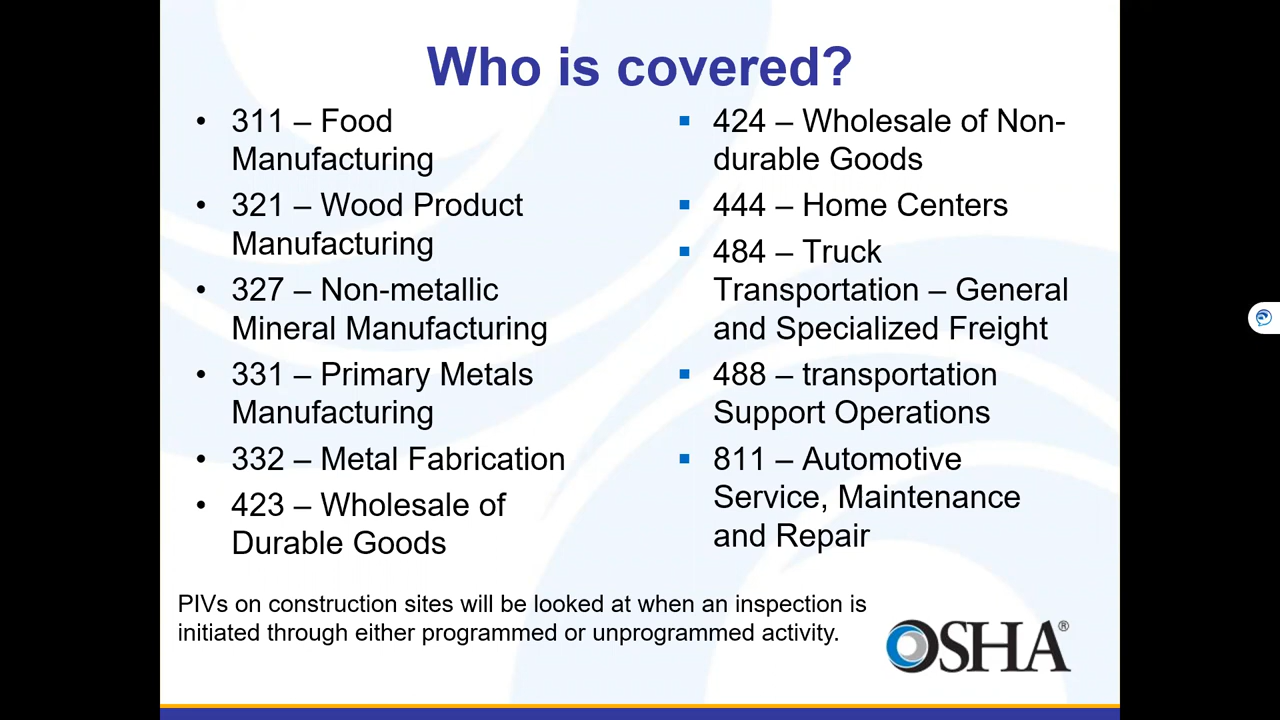 Who is covered?
• 311 – Food
Manufacturing
• 321 – Wood Product
Manufacturing
• 327 – Non-metallic
Mineral Manufacturing
• 331 – Primary Metals
Manufacturing
• 332 – Metal Fabrication
• 423 – Wholesale of
Durable Goods
▪ 424 – Wholesale of Non-
durable Goods
▪ 444 – Home Centers
▪ 484 – Truck
Transportation – General
and Specialized Freight
▪ 488 – transportation
Support Operations
▪ 811 – Automotive
Service, Maintenance
and Repair
PIVs on construction sites will be looked at when an inspection is
initiated through either programmed or unprogrammed activity.
OSHA®